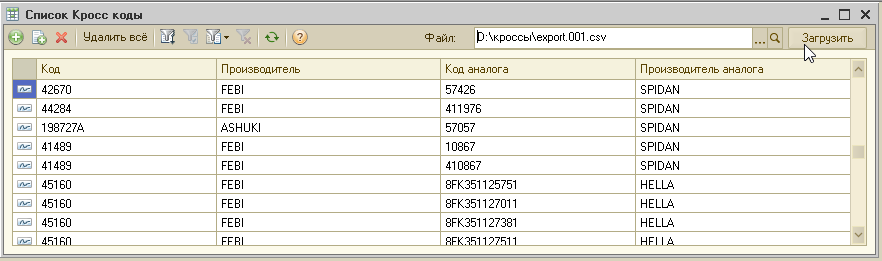 Список Кросс коды
Удалить всё Файл: D:\кроссы\export.001.csv ... Загрузить
Код Производитель Код аналога Производитель аналога
42670 FEBI 57426 SPIDAN
44284 FEBI 411976 SPIDAN
198727A ASHUKI 57057 SPIDAN
41489 FEBI 10867 SPIDAN
41489 FEBI 410867 SPIDAN
45160 FEBI 8FK351125751 HELLA
45160 FEBI 8FK351127011 HELLA
45160 FEBI 8FK351127381 HELLA
45160 FEBI 8FK351127511 HELLA